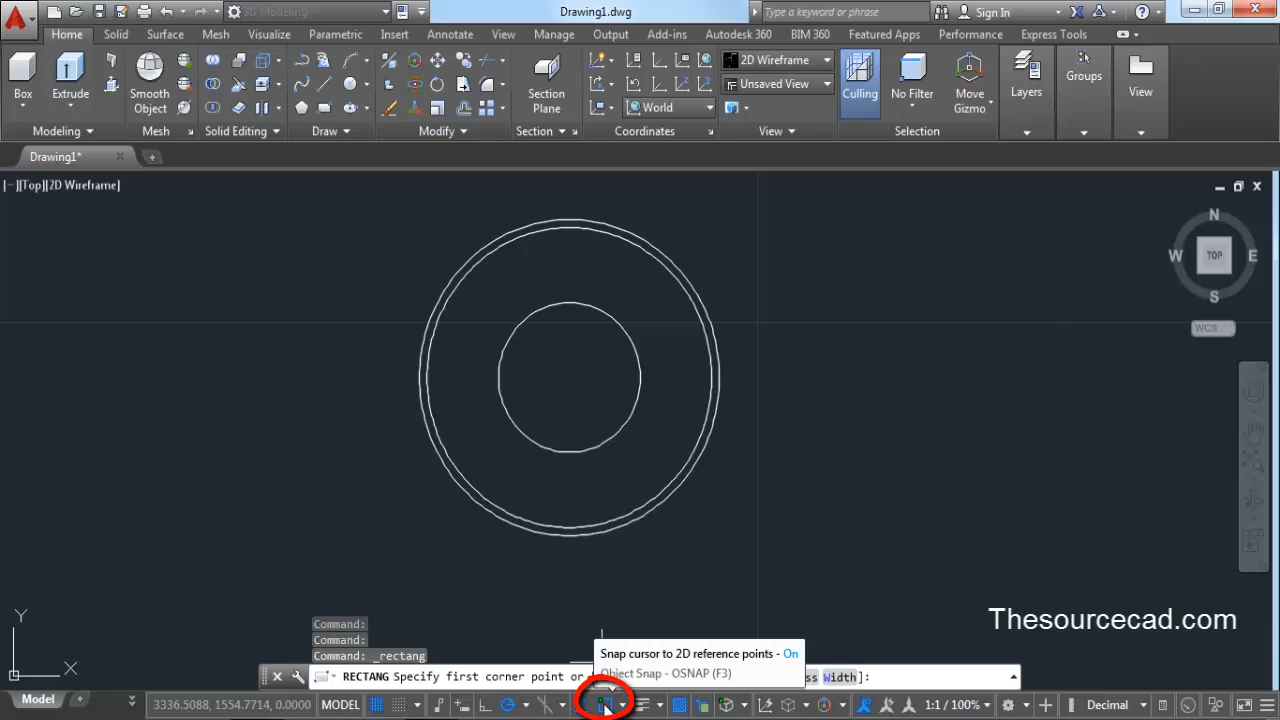 3D Modeling
Drawing1.dwg
Type a keyword or phrase
Sign In
Home Solid Surface Mesh Visualize Parametric Insert Annotate View Manage Output Add-ins Autodesk 360 BIM 360 Featured Apps Performance Express Tools
Box
Extrude
Smooth
Object
Section
Plane
2D Wireframe
Unsaved View
World
Culling
No Filter
Move
Gizmo
Layers
Groups
View
Modeling Mesh Solid Editing Draw Modify Section Coordinates View Selection
Drawing1*
[−][Top][2D Wireframe]
N
W TOP E
S
WCS
Thesourcecad.com
Y
X
Command:
Command:
Command: _rectang
Snap cursor to 2D reference points - On
Object Snap - OSNAP (F3)
RECTANG Specify first corner point or
ss Width]:
Model
3336.5088, 1554.7714, 0.0000 MODEL
1:1 / 100%
Decimal